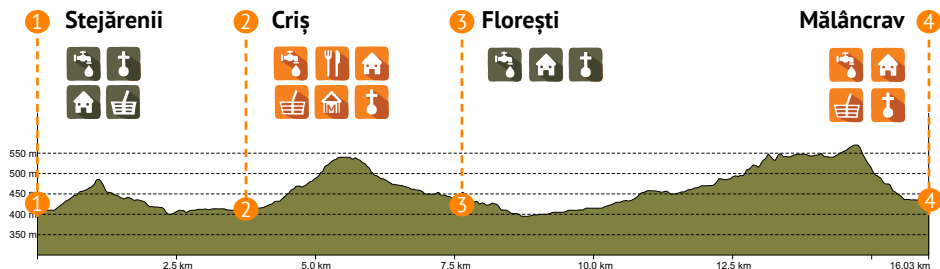 1 Stejărenii
2 Criș
3 Florești
Mălâncrav 4
M
550 m
500 m
450 m
400 m
350 m
1
2
3
4
2.5 km
5.0 km
7.5 km
10.0 km
12.5 km
16.03 km